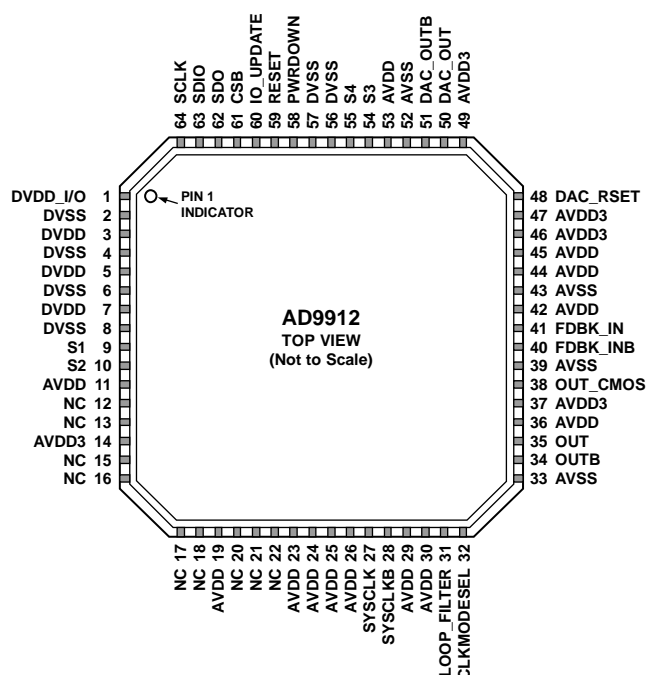 64 SCLK
63 SDIO
62 SDO
61 CSB
60 IO_UPDATE
59 RESET
58 PWRDOWN
57 DVSS
56 DVSS
55 S4
54 S3
53 AVDD
52 AVSS
51 DAC_OUTB
50 DAC_OUT
49 AVDD3
DVDD_I/O 1
DVSS 2
DVDD 3
DVSS 4
DVDD 5
DVSS 6
DVDD 7
DVSS 8
S1 9
S2 10
AVDD 11
NC 12
NC 13
AVDD3 14
NC 15
NC 16
PIN 1
INDICATOR
AD9912
TOP VIEW
(Not to Scale)
48 DAC_RSET
47 AVDD3
46 AVDD3
45 AVDD
44 AVDD
43 AVSS
42 AVDD
41 FDBK_IN
40 FDBK_INB
39 AVSS
38 OUT_CMOS
37 AVDD3
36 AVDD
35 OUT
34 OUTB
33 AVSS
NC 17
NC 18
AVDD 19
NC 20
NC 21
NC 22
AVDD 23
AVDD 24
AVDD 25
AVDD 26
SYSCLK 27
SYSCLKB 28
AVDD 29
AVDD 30
LOOP_FILTER 31
CLKMODESEL 32